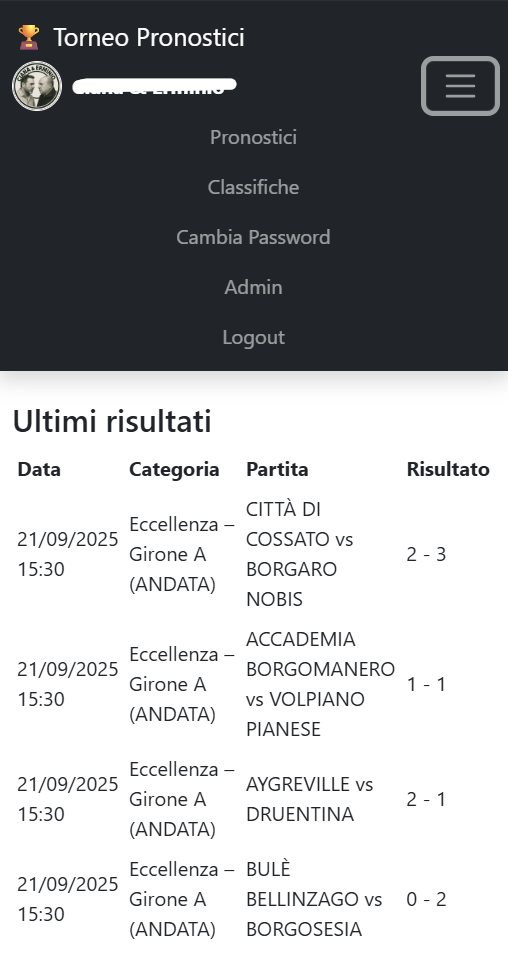 Torneo Pronostici
Pronostici
Classifiche
Cambia Password
Admin
Logout
Ultimi risultati
Data Categoria Partita Risultato
21/09/2025 15:30 Eccellenza – Girone A (ANDATA) CITTÀ DI COSSATO vs BORGARO NOBIS 2 - 3
21/09/2025 15:30 Eccellenza – Girone A (ANDATA) ACCADEMIA BORGOMANERO vs VOLPIANO PIANESE 1 - 1
21/09/2025 15:30 Eccellenza – Girone A (ANDATA) AYGREVILLE vs DRUENTINA 2 - 1
21/09/2025 15:30 Eccellenza – Girone A (ANDATA) BULÈ BELLINZAGO vs BORGOSESIA 0 - 2